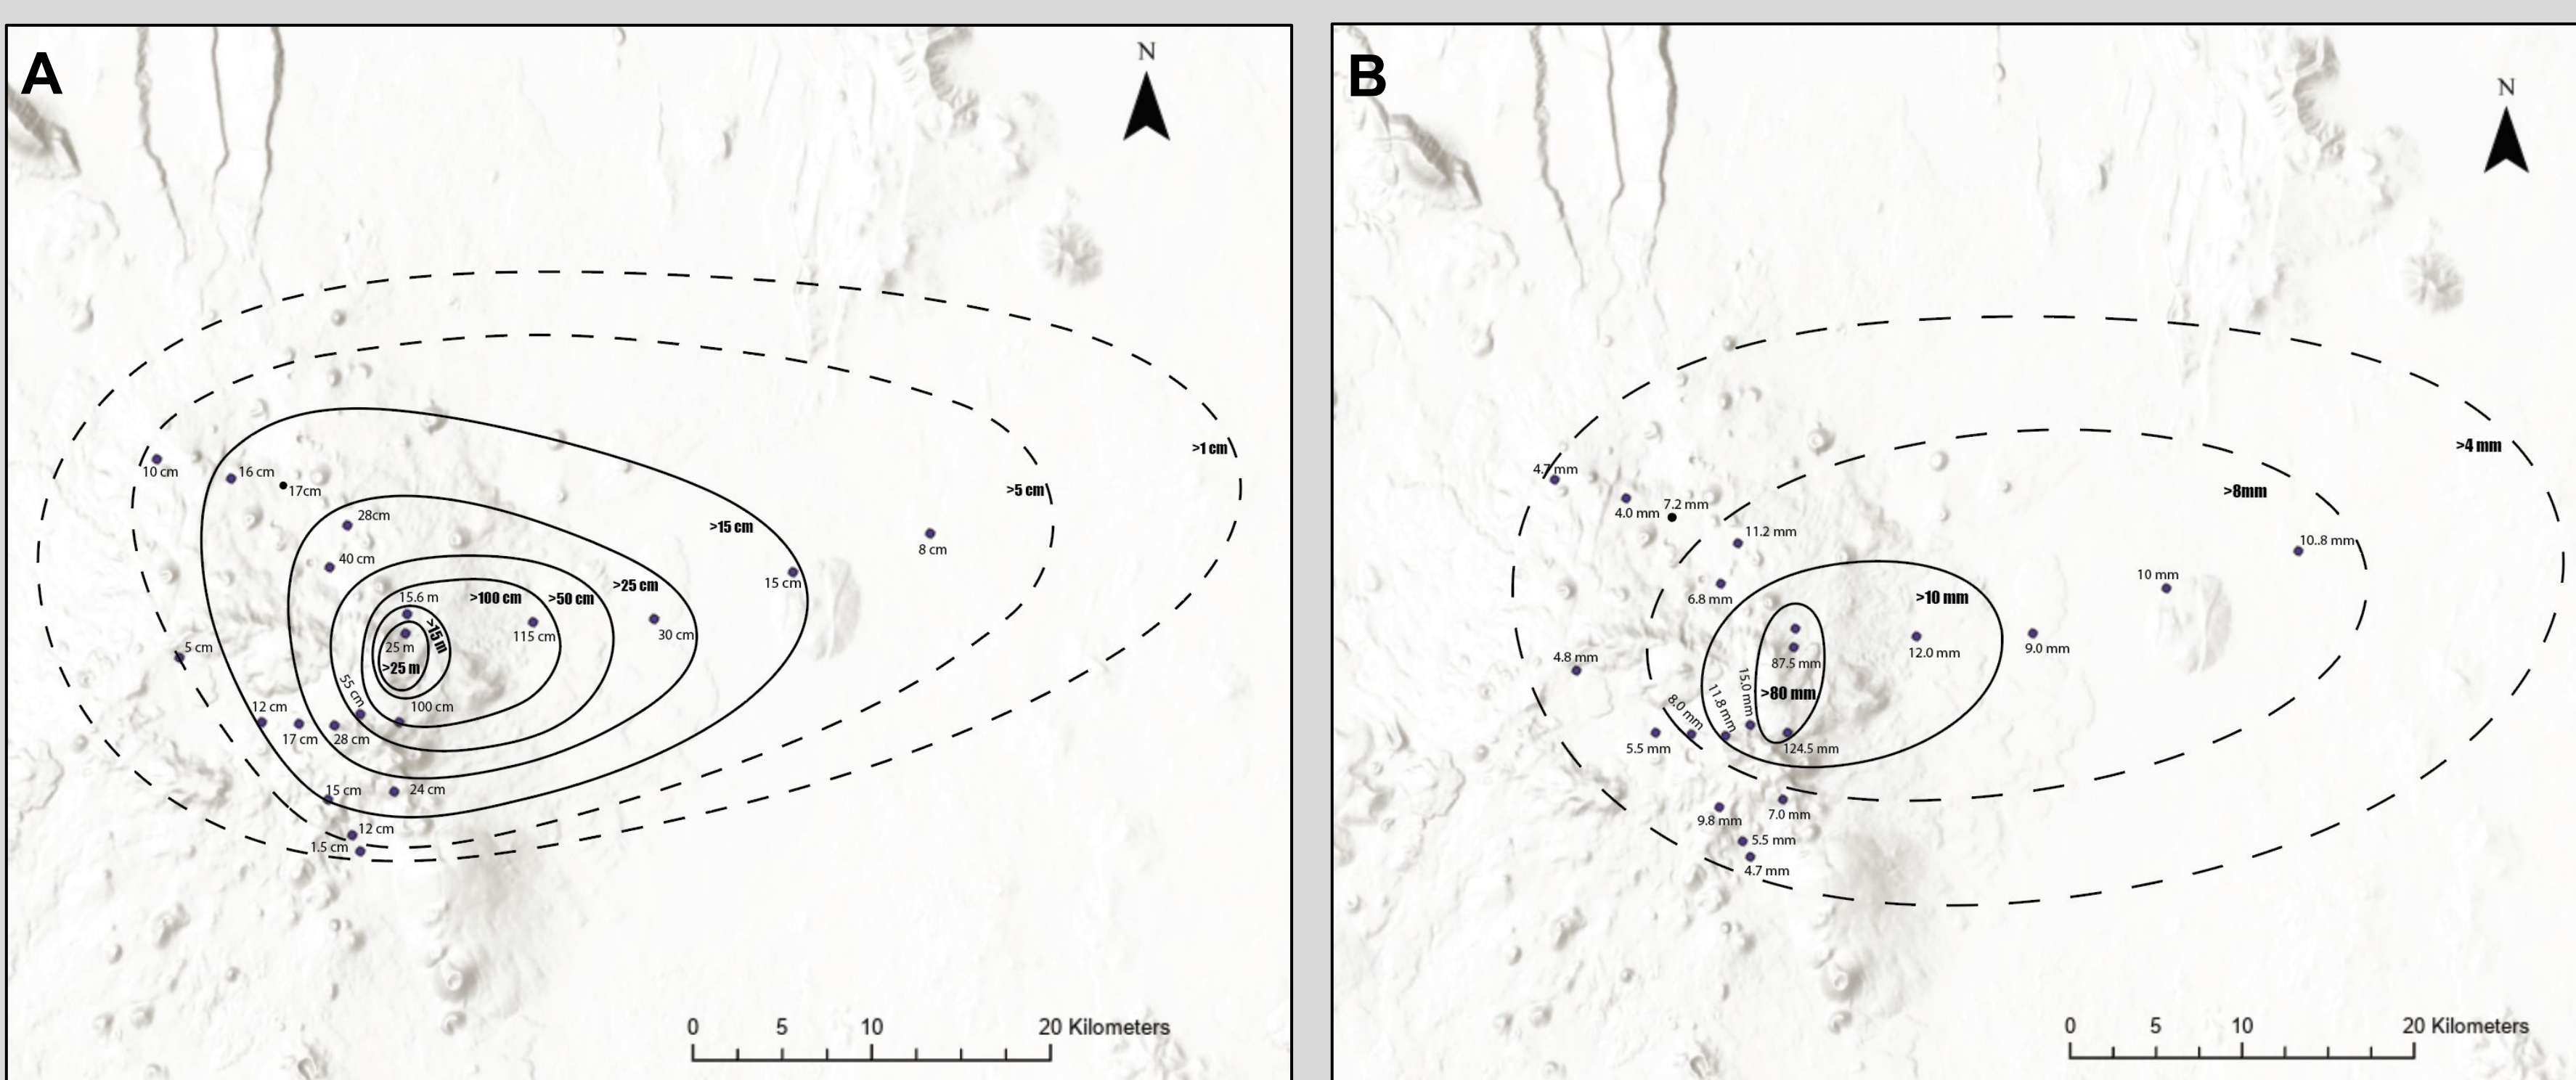 A
N
>1 cm
10 cm
16 cm
17cm
>5 cm
28cm
>15 cm
8 cm
40 cm
15 cm
>25 cm
15.6 m
>100 cm
>50 cm
>15 m
115 cm
30 cm
25 m
5 cm
>25 m
55 cm
12 cm
100 cm
17 cm
28 cm
15 cm
24 cm
12 cm
1.5 cm
0 5 10 20 Kilometers
B
N
>4 mm
4.7 mm
>8mm
7.2 mm
4.0 mm
11.2 mm
10..8 mm
10 mm
6.8 mm
>10 mm
12.0 mm
9.0 mm
4.8 mm
87.5 mm
15.0 mm
>80 mm
11.8 mm
8.0 mm
5.5 mm
124.5 mm
9.8 mm
7.0 mm
5.5 mm
4.7 mm
0 5 10 20 Kilometers